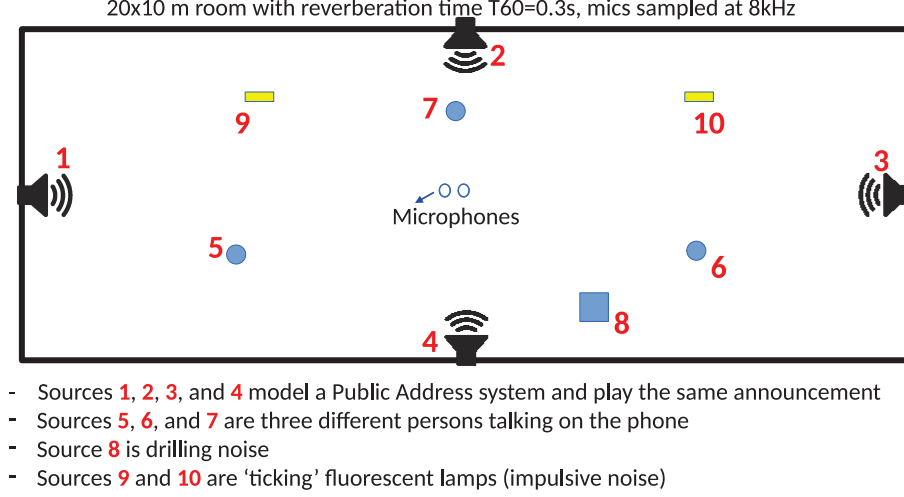 20x10 m room with reverberation time T60=0.3s, mics sampled at 8kHz
2
7
9
10
1
3
Microphones
5
6
8
4
- Sources 1, 2, 3, and 4 model a Public Address system and play the same announcement
- Sources 5, 6, and 7 are three different persons talking on the phone
- Source 8 is drilling noise
- Sources 9 and 10 are ‘ticking’ fluorescent lamps (impulsive noise)